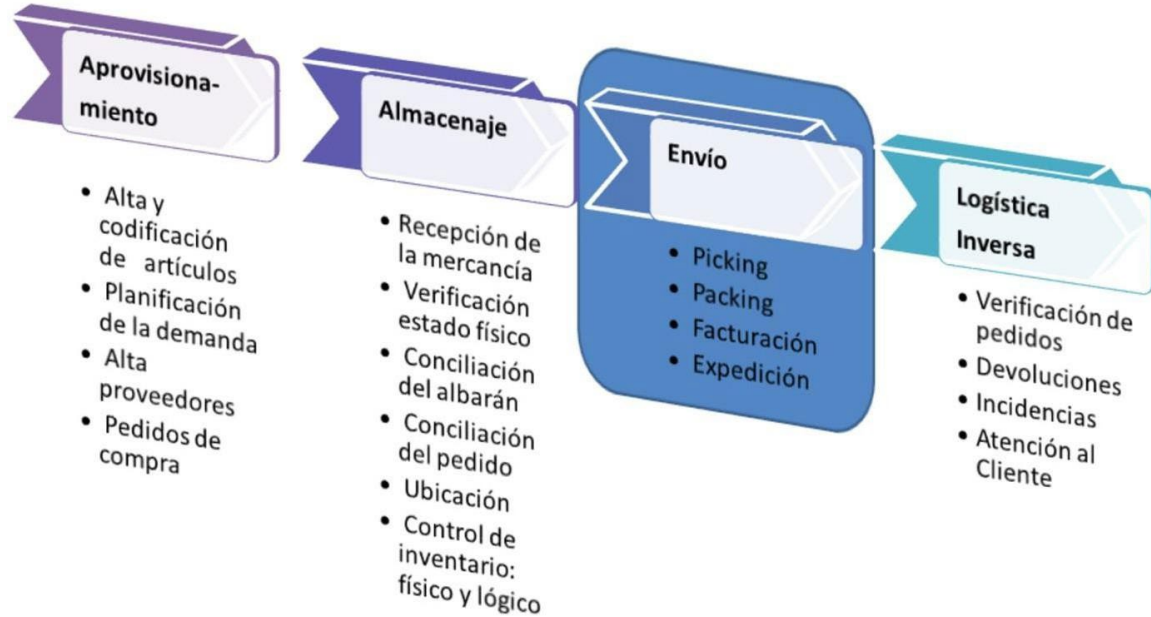 Aprovisiona-
miento
• Alta y
codificación
de artículos
• Planificación
de la demanda
• Alta
proveedores
• Pedidos de
compra
Almacenaje
• Recepción de
la mercancía
• Verificación
estado físico
• Conciliación
del albarán
• Conciliación
del pedido
• Ubicación
• Control de
inventario:
físico y lógico
Envío
• Picking
• Packing
• Facturación
• Expedición
Logística
Inversa
• Verificación de
pedidos
• Devoluciones
• Incidencias
• Atención al
Cliente